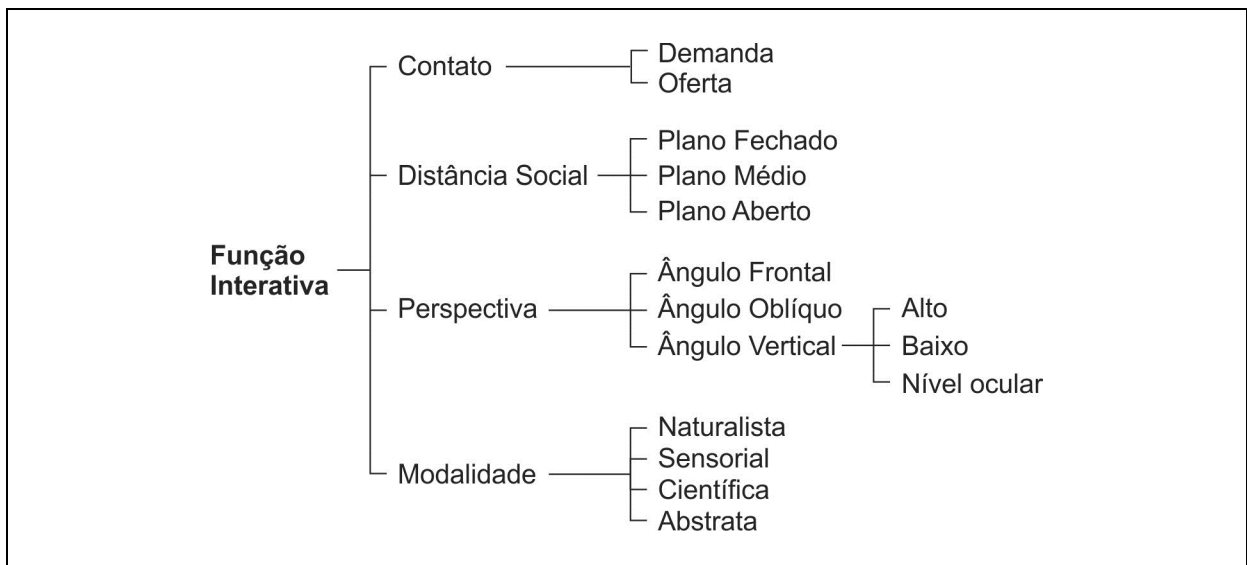 Função
Interativa
Contato
Demanda
Oferta
Distância Social
Plano Fechado
Plano Médio
Plano Aberto
Perspectiva
Ângulo Frontal
Ângulo Oblíquo
Ângulo Vertical
Alto
Baixo
Nível ocular
Modalidade
Naturalista
Sensorial
Científica
Abstrata